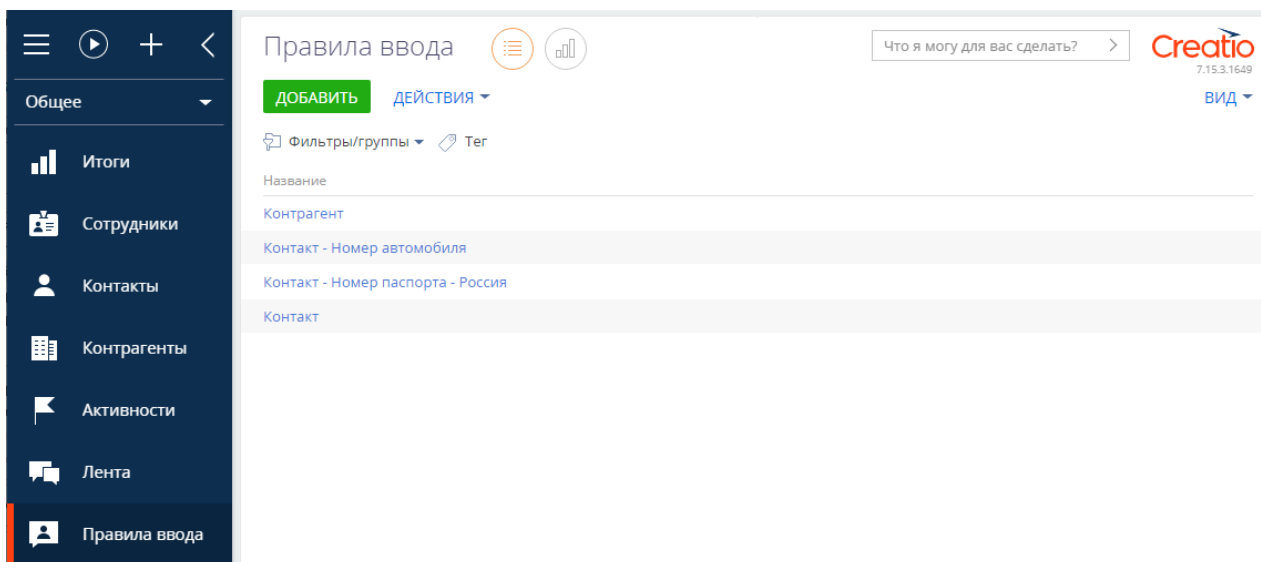 Правила ввода
Что я могу для вас сделать?
Creatio
7.15.3.1649
Общее
ДОБАВИТЬ
ДЕЙСТВИЯ
ВИД
Фильтры/группы
Тег
Итоги
Название
Сотрудники
Контрагент
Контакт - Номер автомобиля
Контакты
Контакт - Номер паспорта - Россия
Контакт
Контрагенты
Активности
Лента
Правила ввода